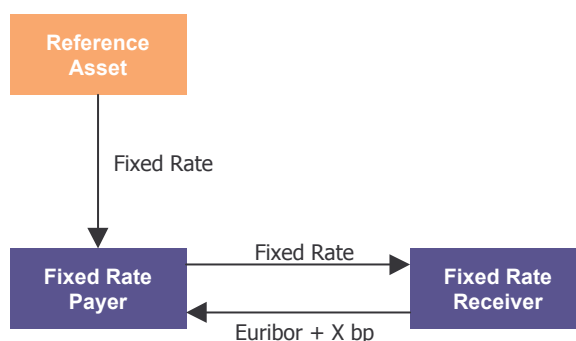 Reference
Asset
Fixed Rate
Fixed Rate
Fixed Rate
Payer
Fixed Rate
Receiver
Euribor + X bp